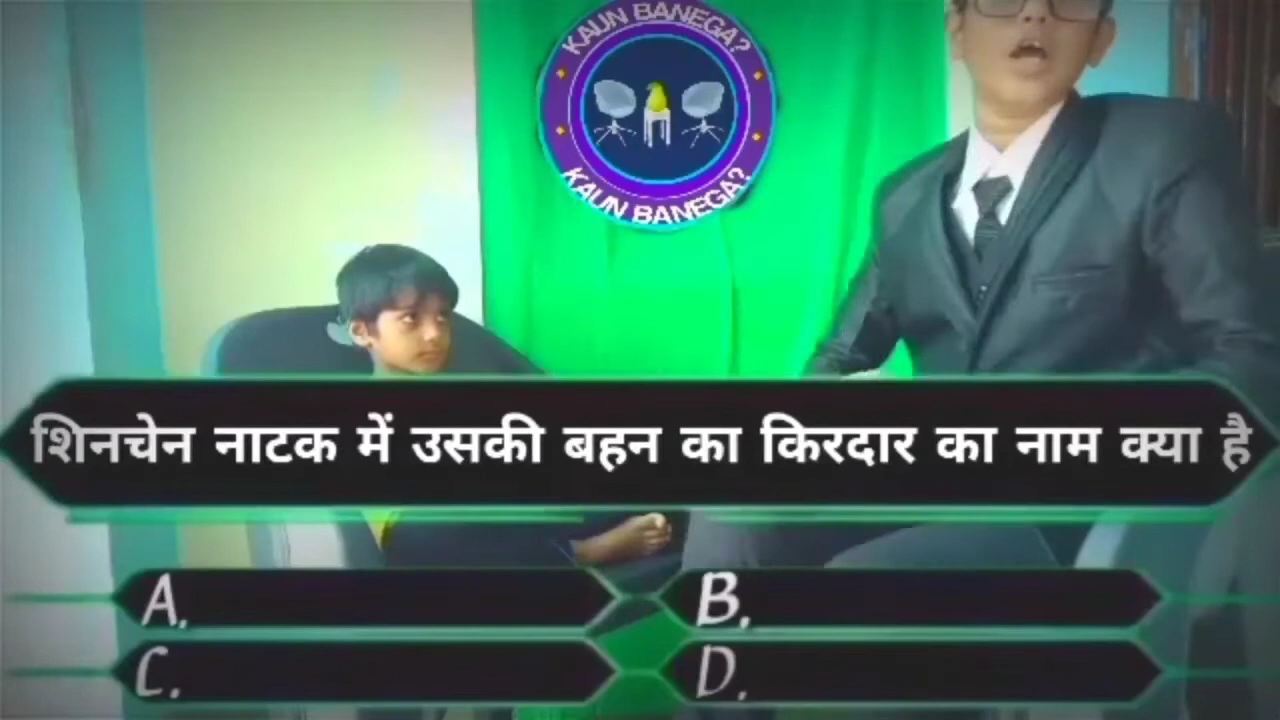 KAUN BANEGA?
KAUN BANEGA?
शिनचेन नाटक में उसकी बहन का किरदार का नाम क्या है
A.
B.
C.
D.